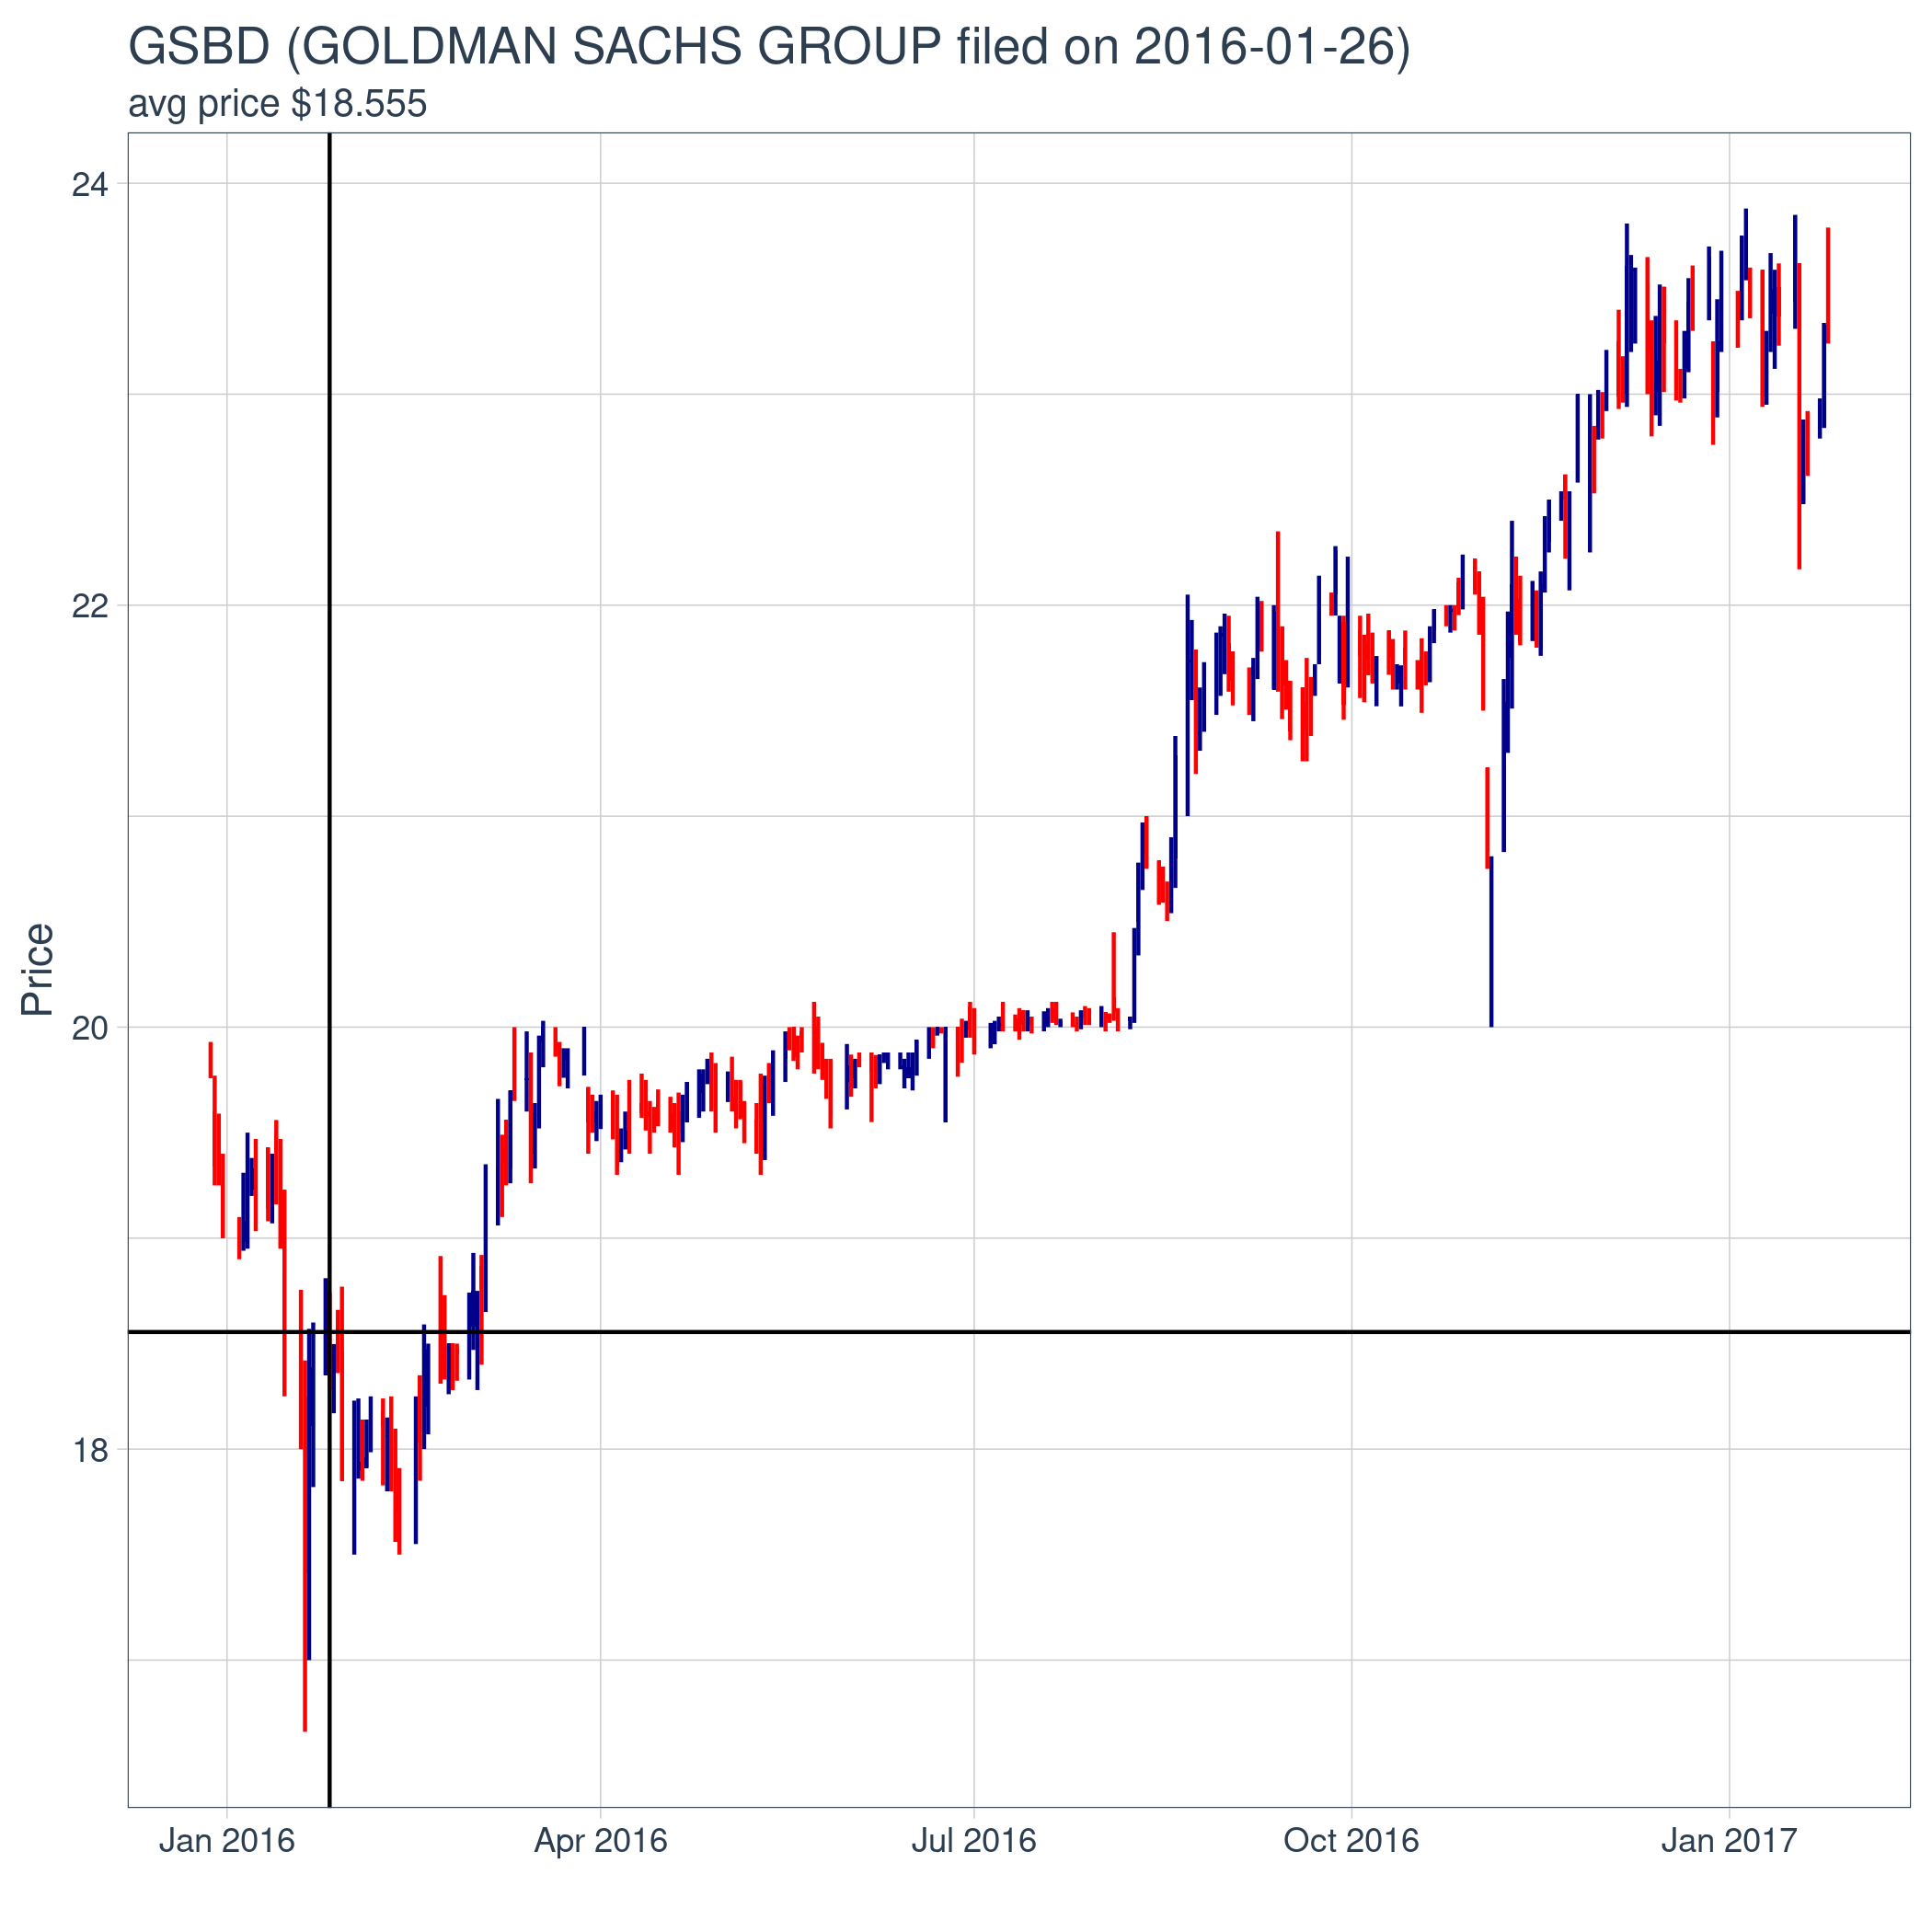 GSBD (GOLDMAN SACHS GROUP filed on 2016-01-26)
avg price $18.555
24
22
20
18
Price
Jan 2016
Apr 2016
Jul 2016
Oct 2016
Jan 2017